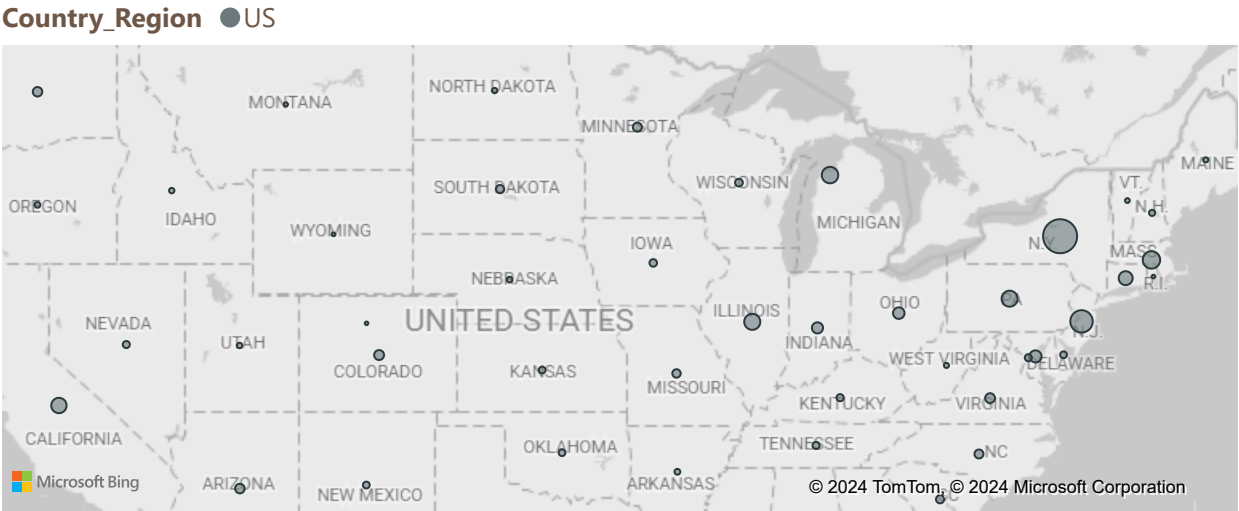 Country_Region US
NORTH DAKOTA
MONTANA
MINNESOTA
MAINE
VT.
WISCONSIN
SOUTH DAKOTA
OREGON
N.H.
IDAHO
MICHIGAN
WYOMING
N.Y.
IOWA
MASS.
NEBRASKA
R.I.
PA
OHIO
ILLINOIS
UNITED STATES
NEVADA
N.J.
UTAH
INDIANA
WEST VIRGINIA
DELAWARE
COLORADO
KANSAS
MISSOURI
KENTUCKY
VIRGINIA
CALIFORNIA
TENNESSEE
OKLAHOMA
NC
Microsoft Bing
ARIZONA
ARKANSAS
NEW MEXICO
© 2024 TomTom, © 2024 Microsoft Corporation